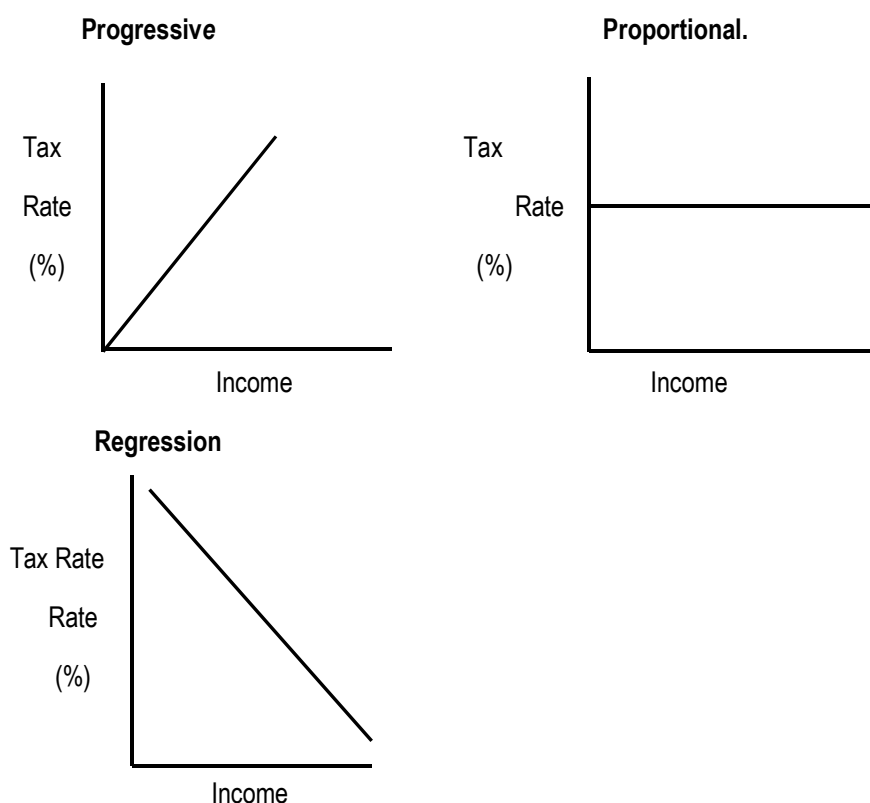 Progressive
Proportional.
Tax
Rate
(%)
Income
Tax
Rate
(%)
Income
Regression
Tax Rate
Rate
(%)
Income